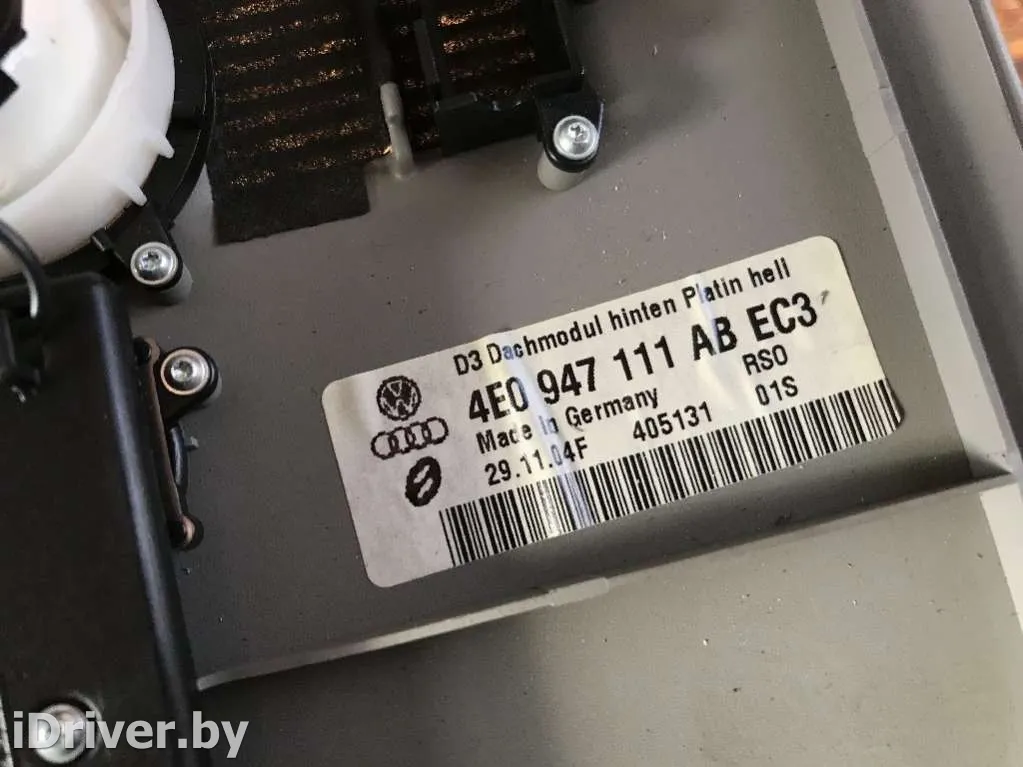 D3 Dachmodul hinten Platin hell
4E0 947 111 AB EC3
Made in Germany
RSO
29.11.04F 405131 01S
iDriver.by